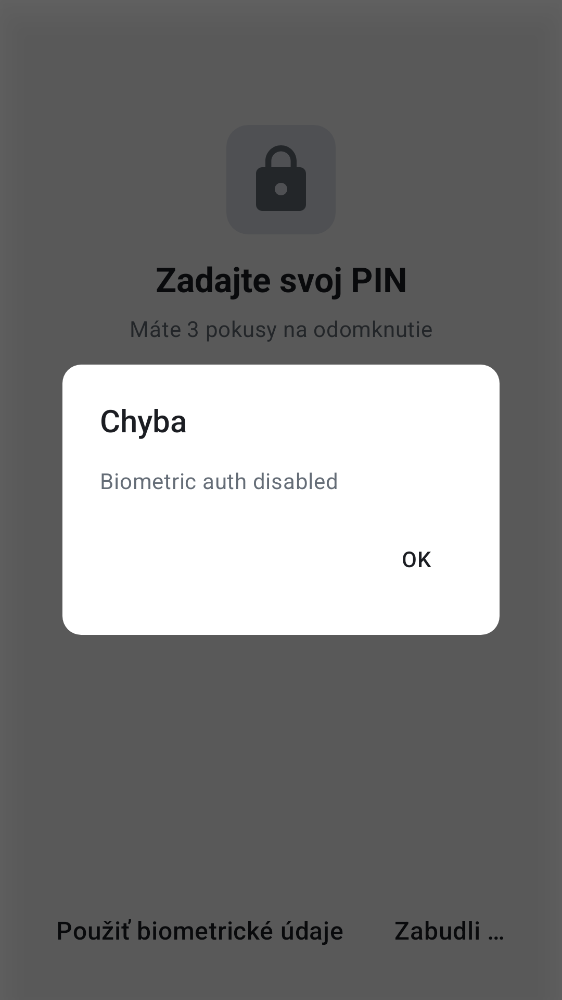 Zadajte svoj PIN
Máte 3 pokusy na odomknutie
Chyba
Biometric auth disabled
OK
Použiť biometrické údaje
Zabudli ...